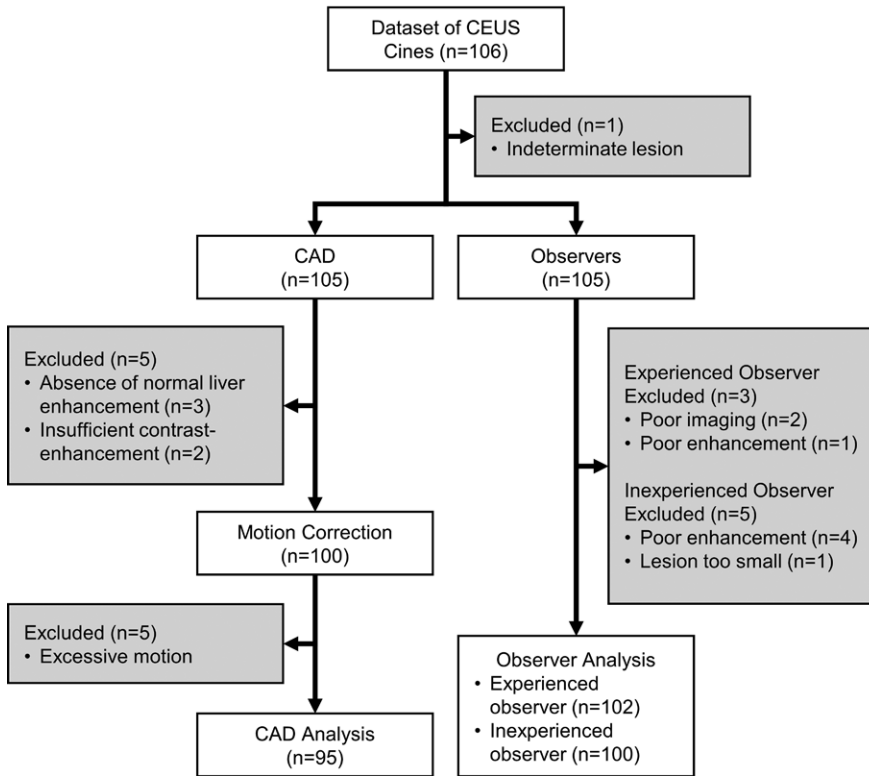 Dataset of CEUS
Cines (n=106)
Excluded (n=1)
• Indeterminate lesion
CAD
(n=105)
Observers
(n=105)
Excluded (n=5)
• Absence of normal liver
enhancement (n=3)
• Insufficient contrast-
enhancement (n=2)
Experienced Observer
Excluded (n=3)
• Poor imaging (n=2)
• Poor enhancement (n=1)
Inexperienced Observer
Excluded (n=5)
• Poor enhancement (n=4)
• Lesion too small (n=1)
Motion Correction
(n=100)
Excluded (n=5)
• Excessive motion
CAD Analysis
(n=95)
Observer Analysis
• Experienced
observer (n=102)
• Inexperienced
observer (n=100)